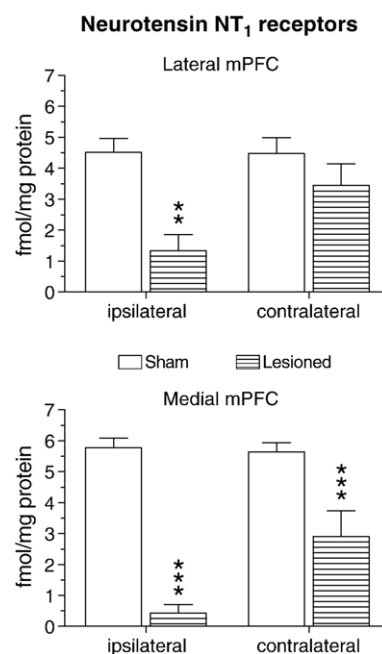 Neurotensin NT₁ receptors
Lateral mPFC
fmol/mg protein
7
6
5
4
3
2
1
0
**
ipsilateral
contralateral
Sham
Lesioned
Medial mPFC
fmol/mg protein
7
6
5
4
3
2
1
0
***
***
ipsilateral
contralateral